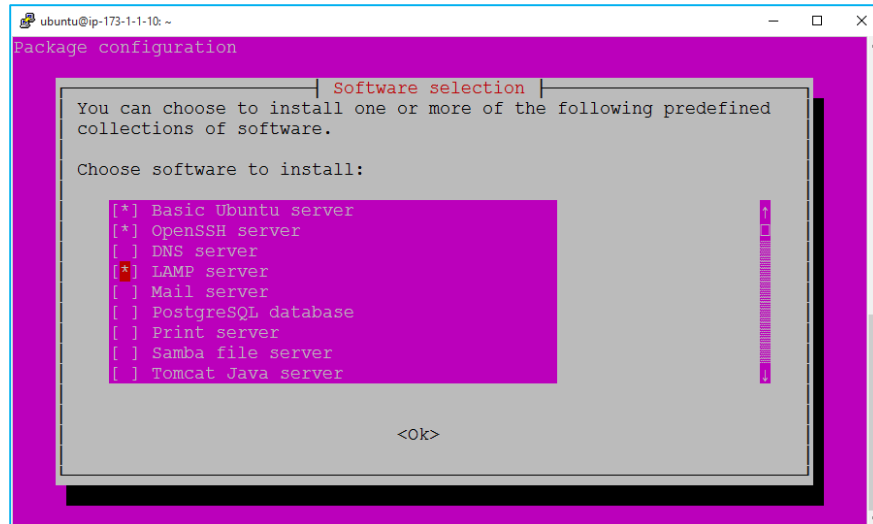 ubuntu@ip-173-1-1-10: ~
Package configuration
Software selection
You can choose to install one or more of the following predefined
collections of software.
Choose software to install:
[*] Basic Ubuntu server
[*] OpenSSH server
[ ] DNS server
[*] LAMP server
[ ] Mail server
[ ] PostgreSQL database
[ ] Print server
[ ] Samba file server
[ ] Tomcat Java server
<Ok>